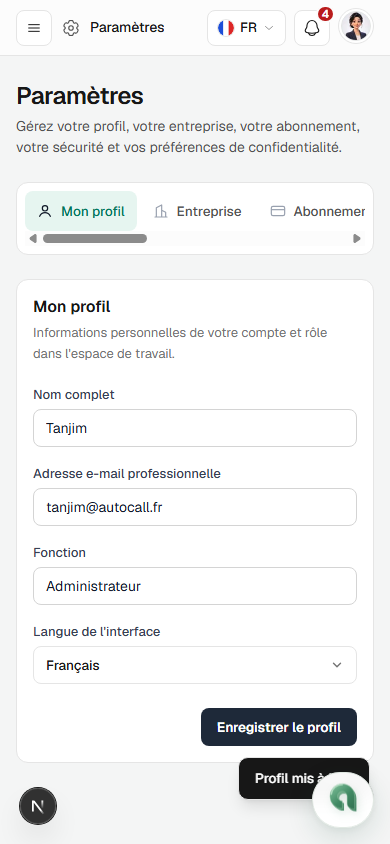 Paramètres
FR
4
Paramètres
Gérez votre profil, votre entreprise, votre abonnement,
votre sécurité et vos préférences de confidentialité.
Mon profil
Entreprise
Mon profil
Informations personnelles de votre compte et rôle
dans l'espace de travail.
Nom complet
Tanjim
Adresse e-mail professionnelle
tanjim@autocall.fr
Fonction
Administrateur
Langue de l'interface
Français
Enregistrer le profil
Profil mis
N